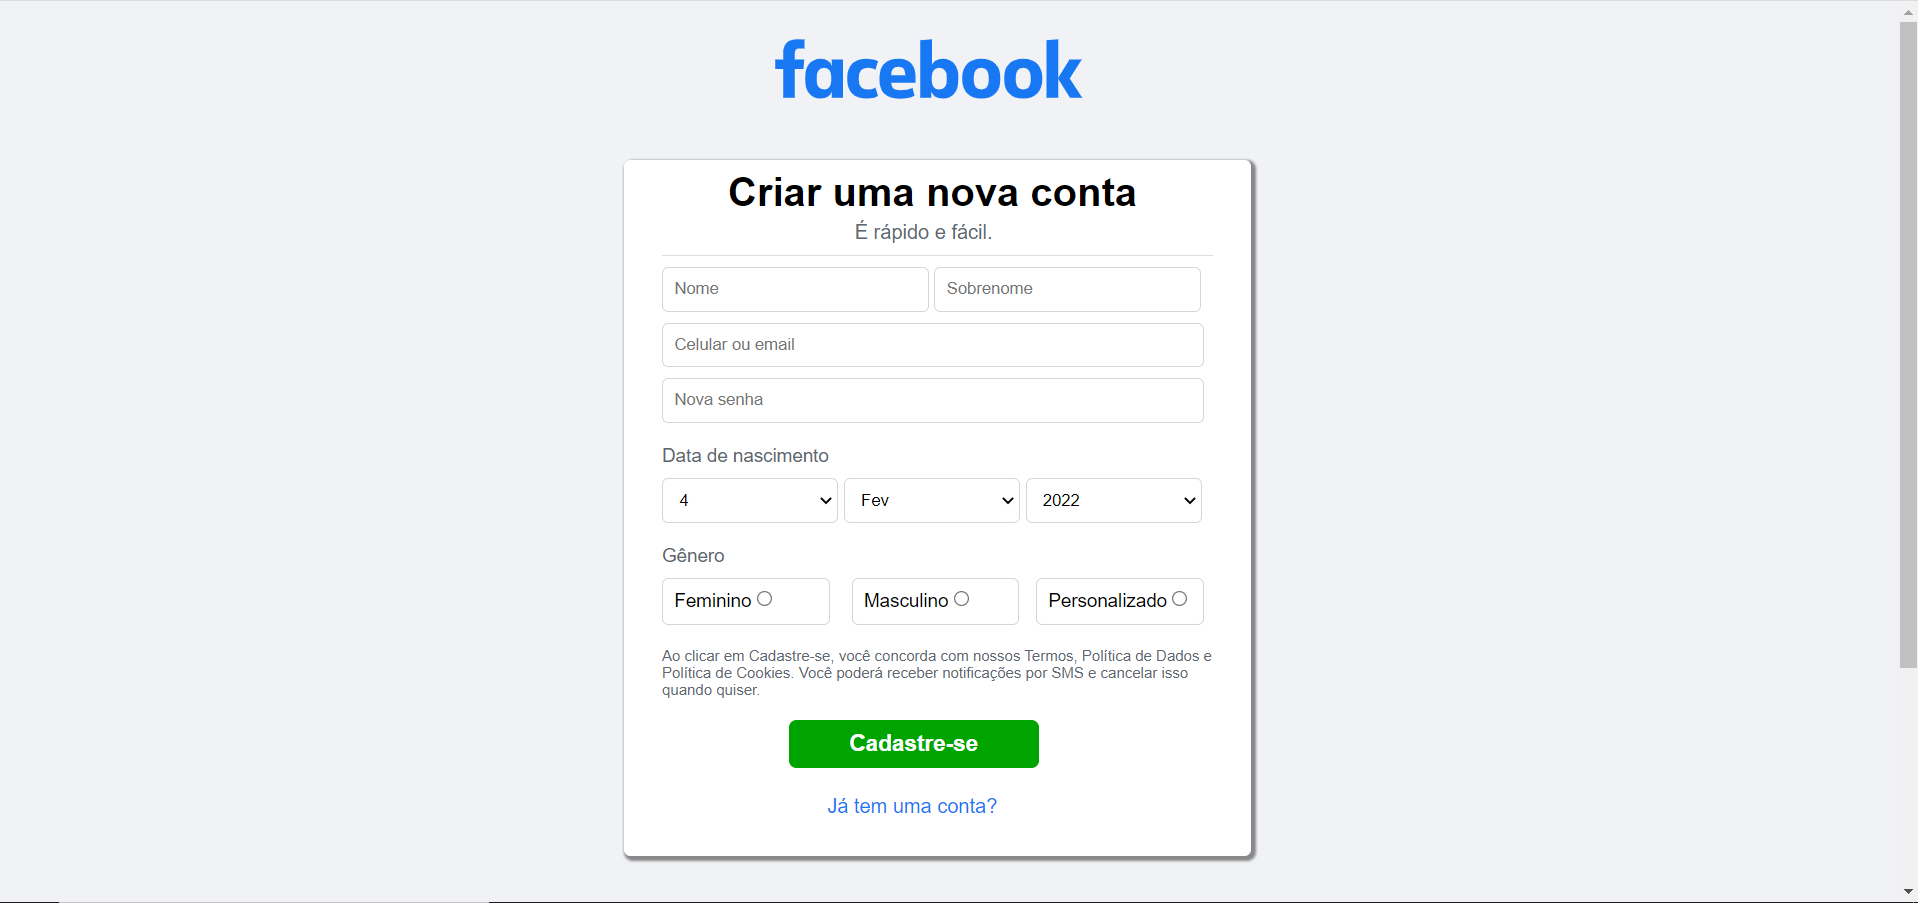 facebook
Criar uma nova conta
É rápido e fácil.
Nome Sobrenome
Celular ou email
Nova senha
Data de nascimento
4 Fev 2022
Gênero
Feminino Masculino Personalizado
Ao clicar em Cadastre-se, você concorda com nossos Termos, Política de Dados e
Política de Cookies. Você poderá receber notificações por SMS e cancelar isso
quando quiser.
Cadastre-se
Já tem uma conta?